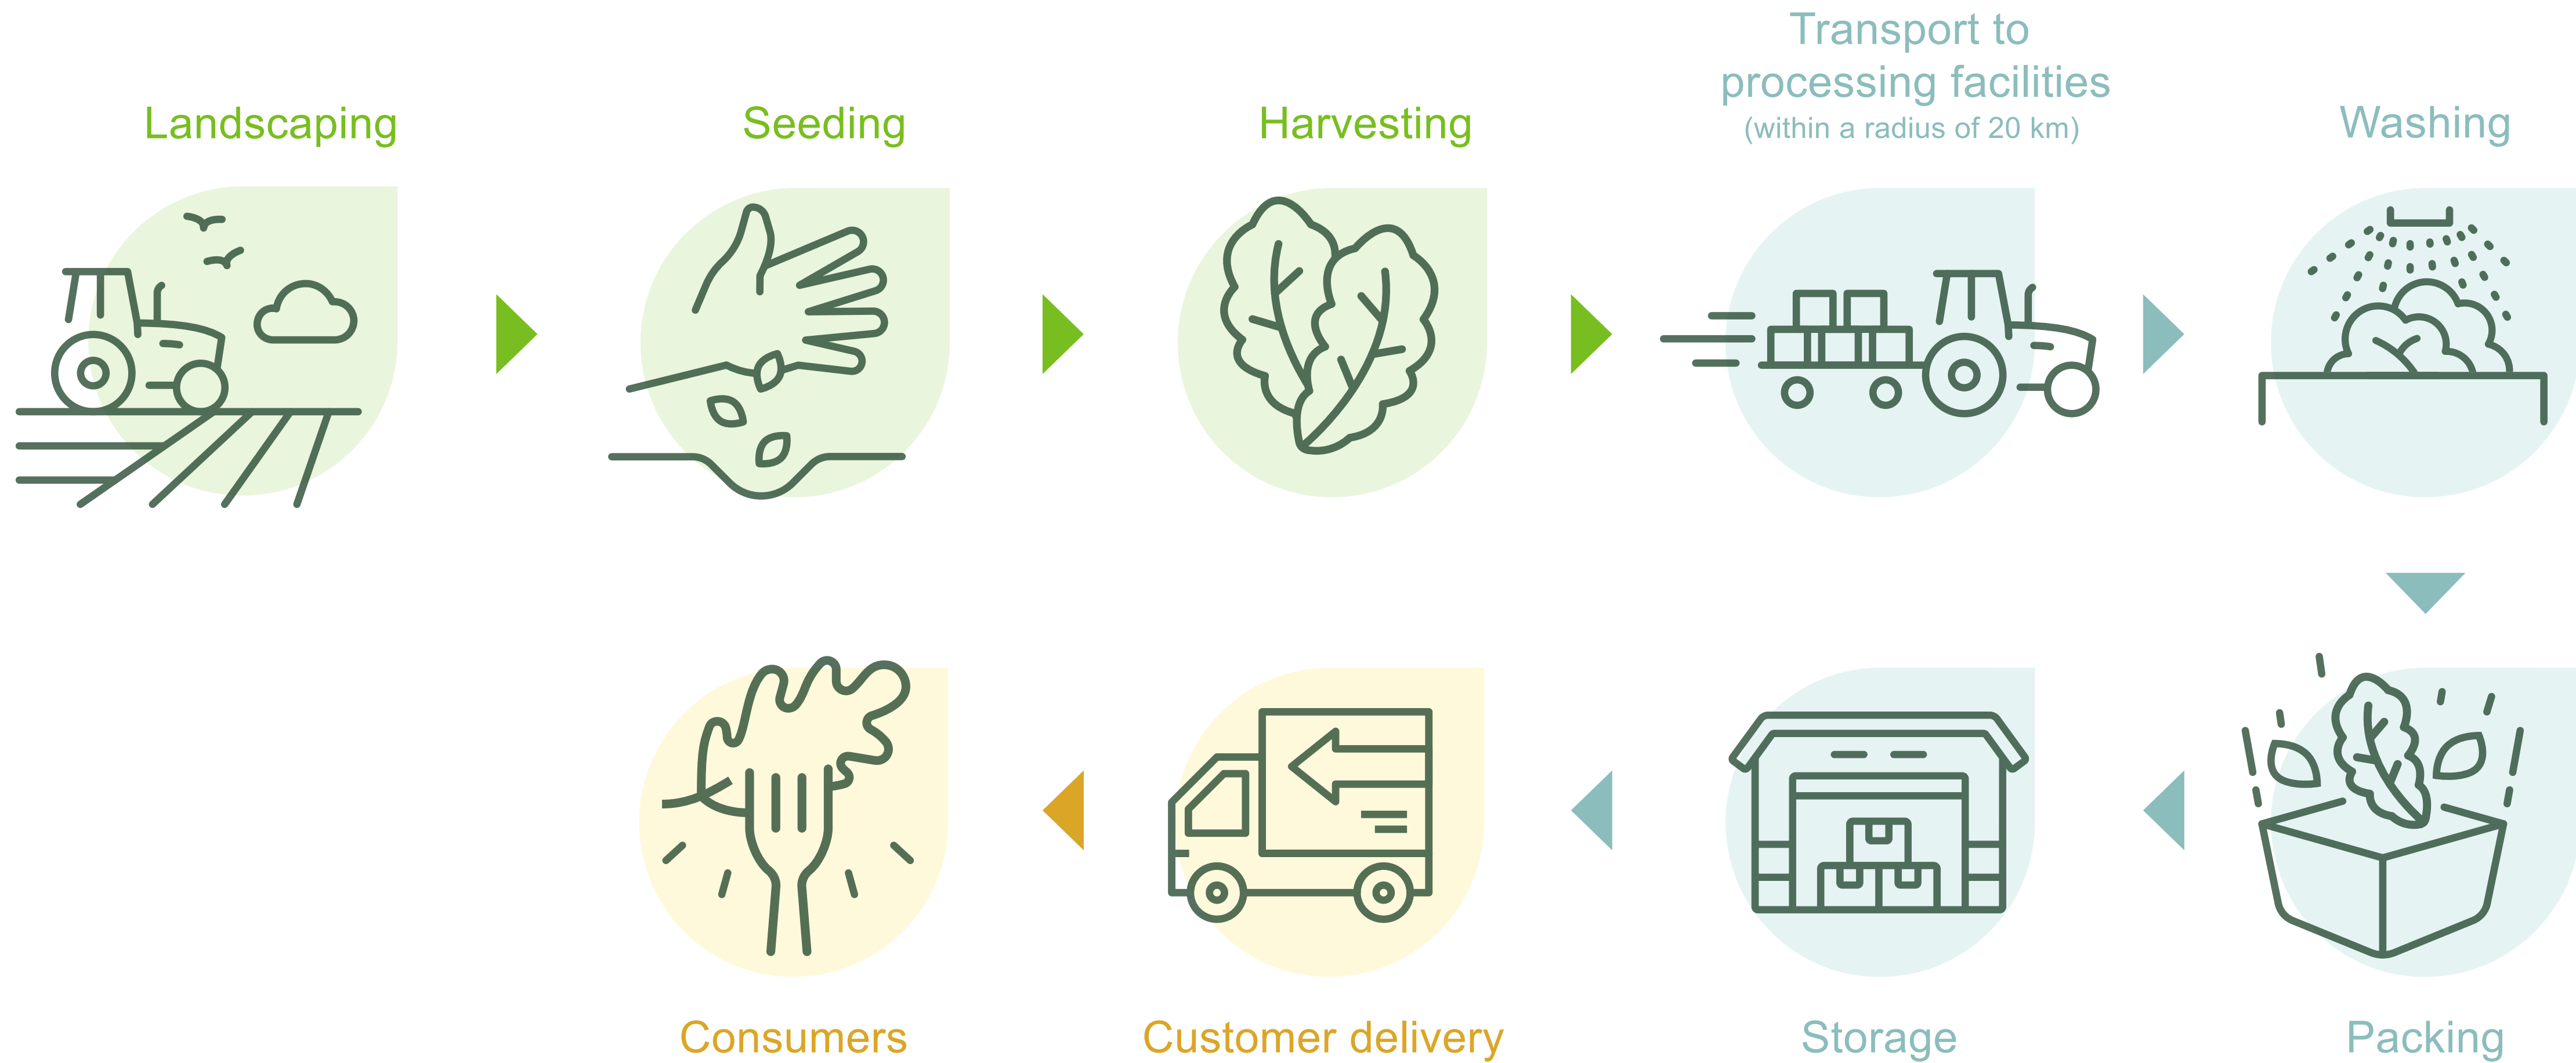 Landscaping
Seeding
Harvesting
Transport to
processing facilities
(within a radius of 20 km)
Washing
Consumers
Customer delivery
Storage
Packing